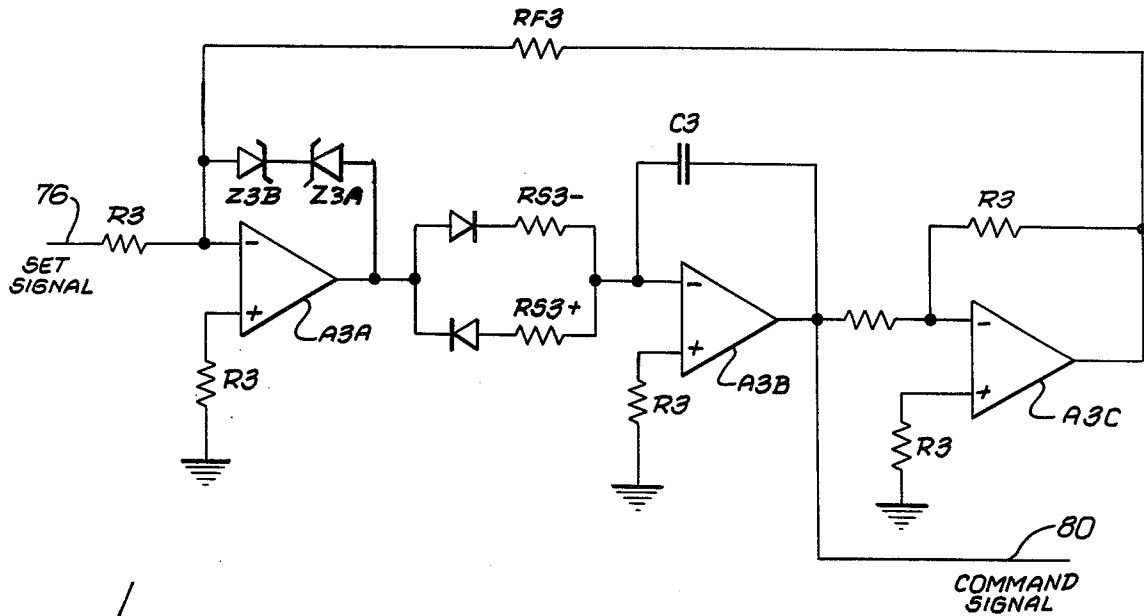 RF3
C3
Z3B
Z3A
76
R3
RS3-
R3
SET
SIGNAL
-
-
-
RS3+
+
A3A
+
A3B
+
R3
R3
A3C
R3
80
COMMAND
SIGNAL